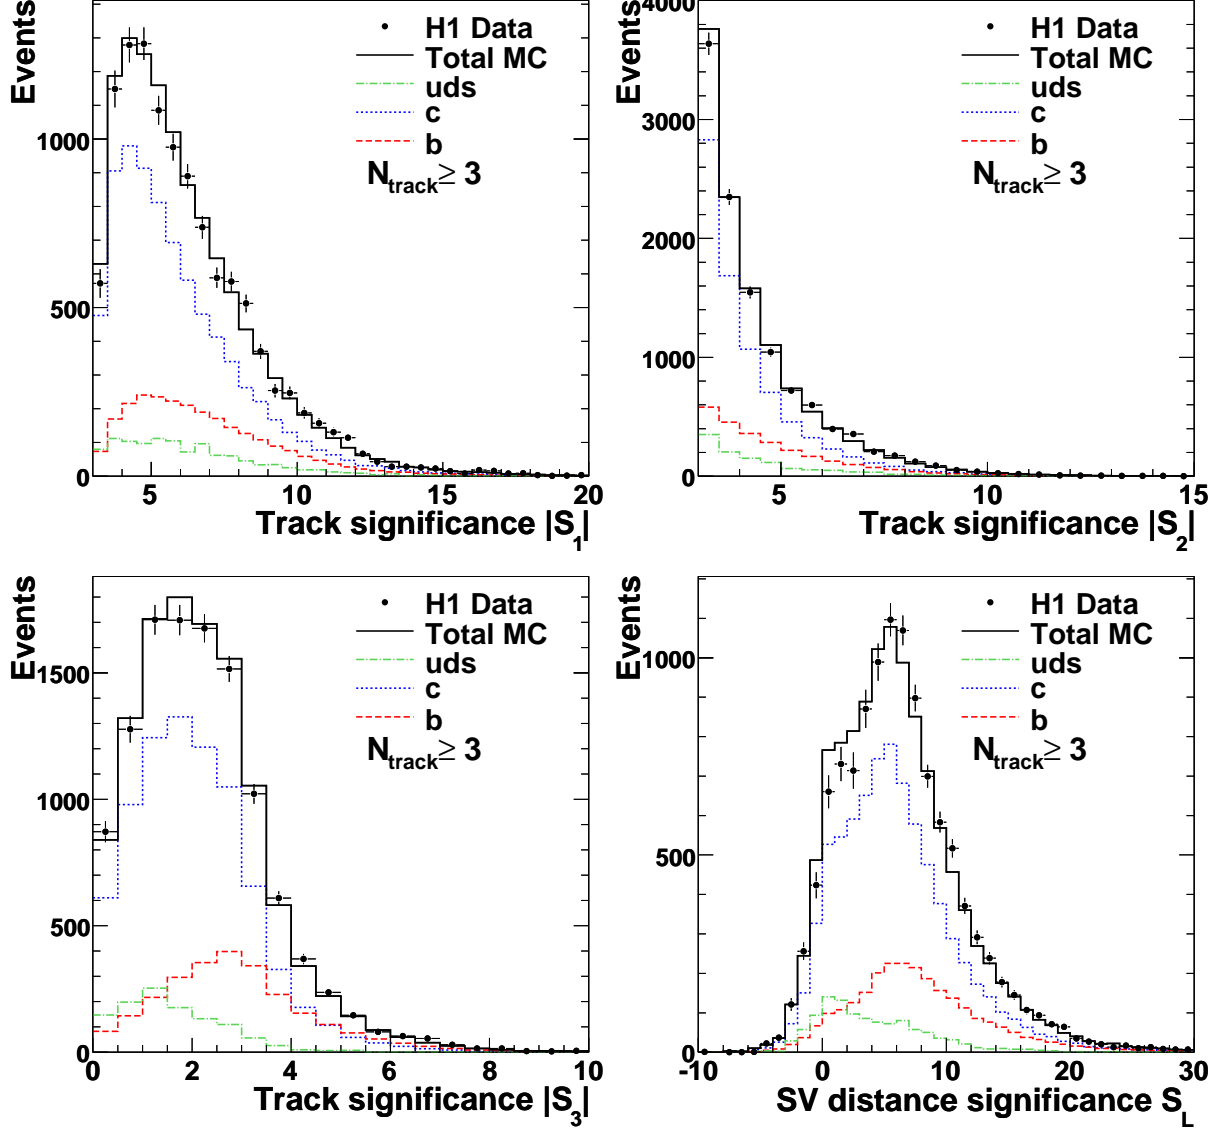 Events
H1 Data
Total MC
uds
c
b
N_track ≥ 3
1000
500
0
5
10
15
20
Track significance |S_1|
Events
4000
H1 Data
Total MC
uds
c
b
N_track ≥ 3
3000
2000
1000
0
5
10
15
Track significance |S_2|
Events
H1 Data
Total MC
uds
c
b
N_track ≥ 3
1500
1000
500
0
0
2
4
6
8
10
Track significance |S_3|
Events
H1 Data
Total MC
uds
c
b
N_track ≥ 3
1000
500
0
-10
0
10
20
30
SV distance significance S_L